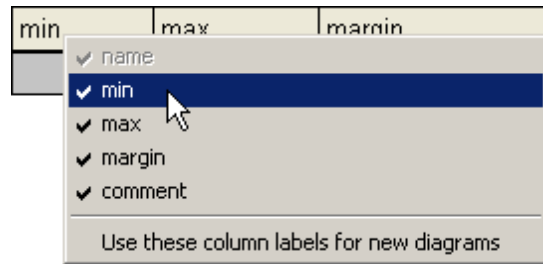 min max margin
name
min
max
margin
comment
Use these column labels for new diagrams